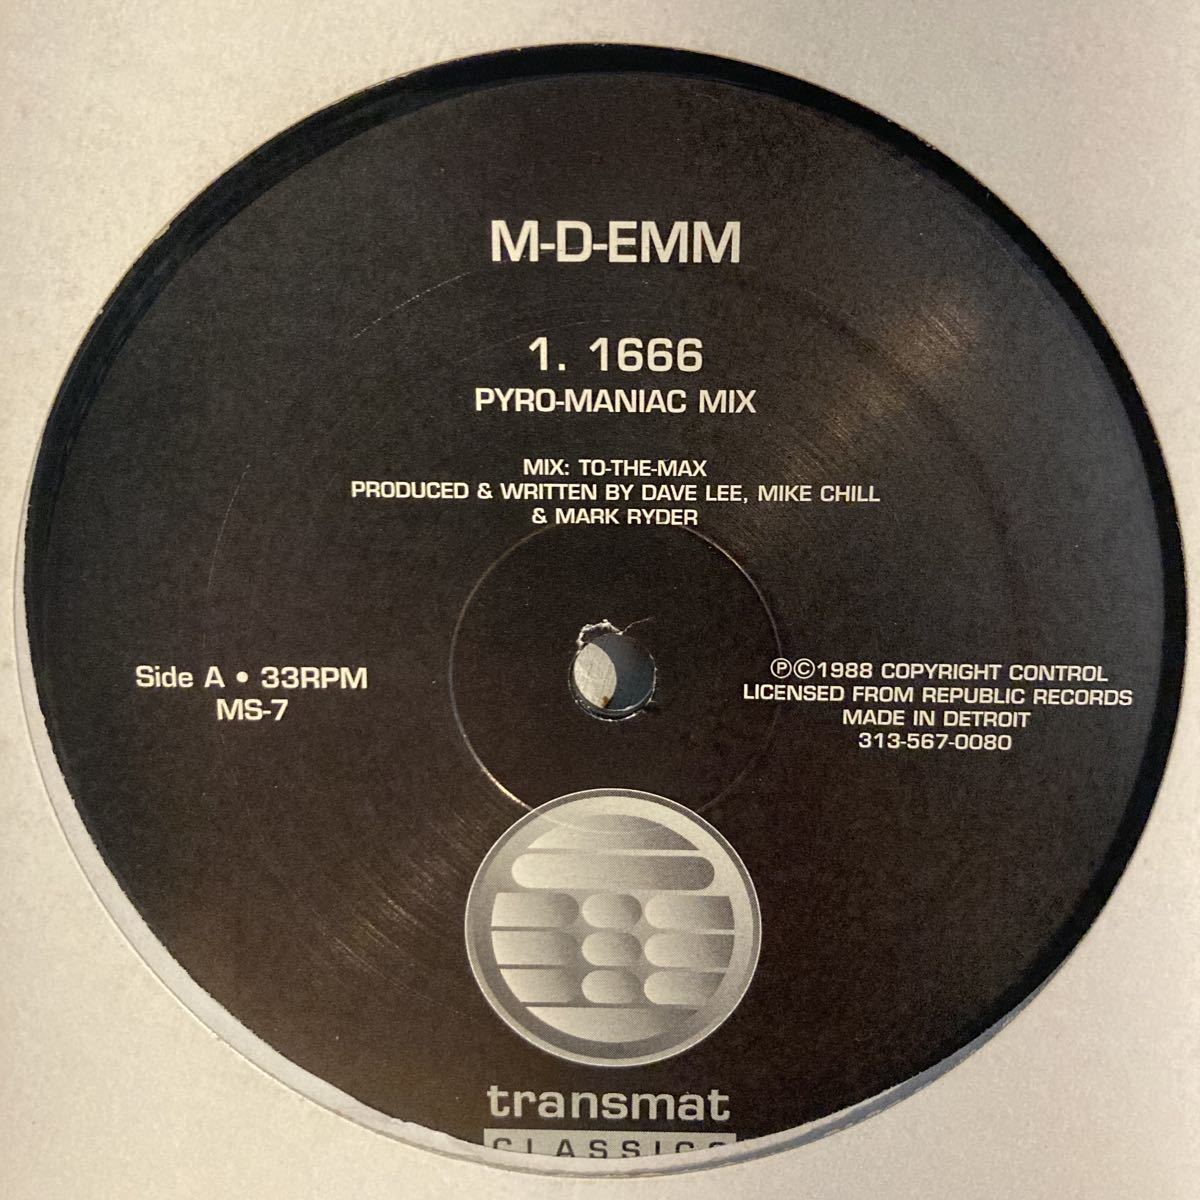 M-D-EMM
1. 1666
PYRO-MANIAC MIX
MIX: TO-THE-MAX
PRODUCED & WRITTEN BY DAVE LEE, MIKE CHILL
& MARK RYDER
Side A • 33RPM
MS-7
℗©1988 COPYRIGHT CONTROL
LICENSED FROM REPUBLIC RECORDS
MADE IN DETROIT
313-567-0080
transmat
CLASSICS